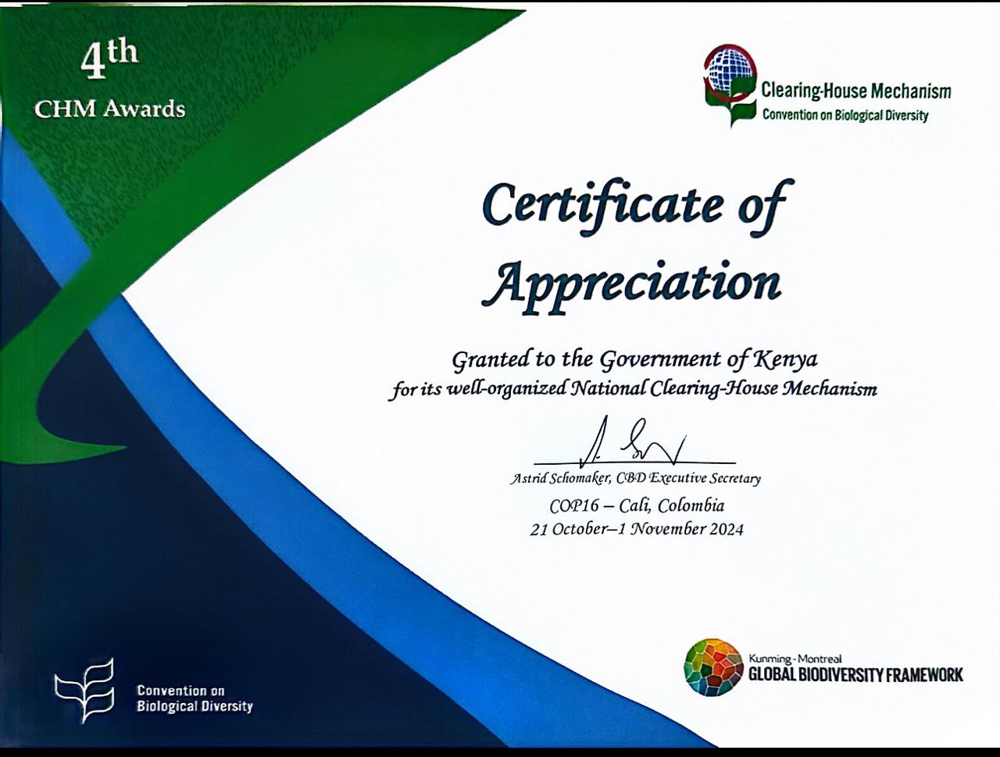 4th
CHM Awards
Clearing-House Mechanism
Convention on Biological Diversity
Certificate of
Appreciation
Granted to the Government of Kenya
for its well-organized National Clearing-House Mechanism
Astrid Schomaker, CBD Executive Secretary
COP16 – Cali, Colombia
21 October–1 November 2024
Convention on
Biological Diversity
Kunming-Montreal
GLOBAL BIODIVERSITY FRAMEWORK